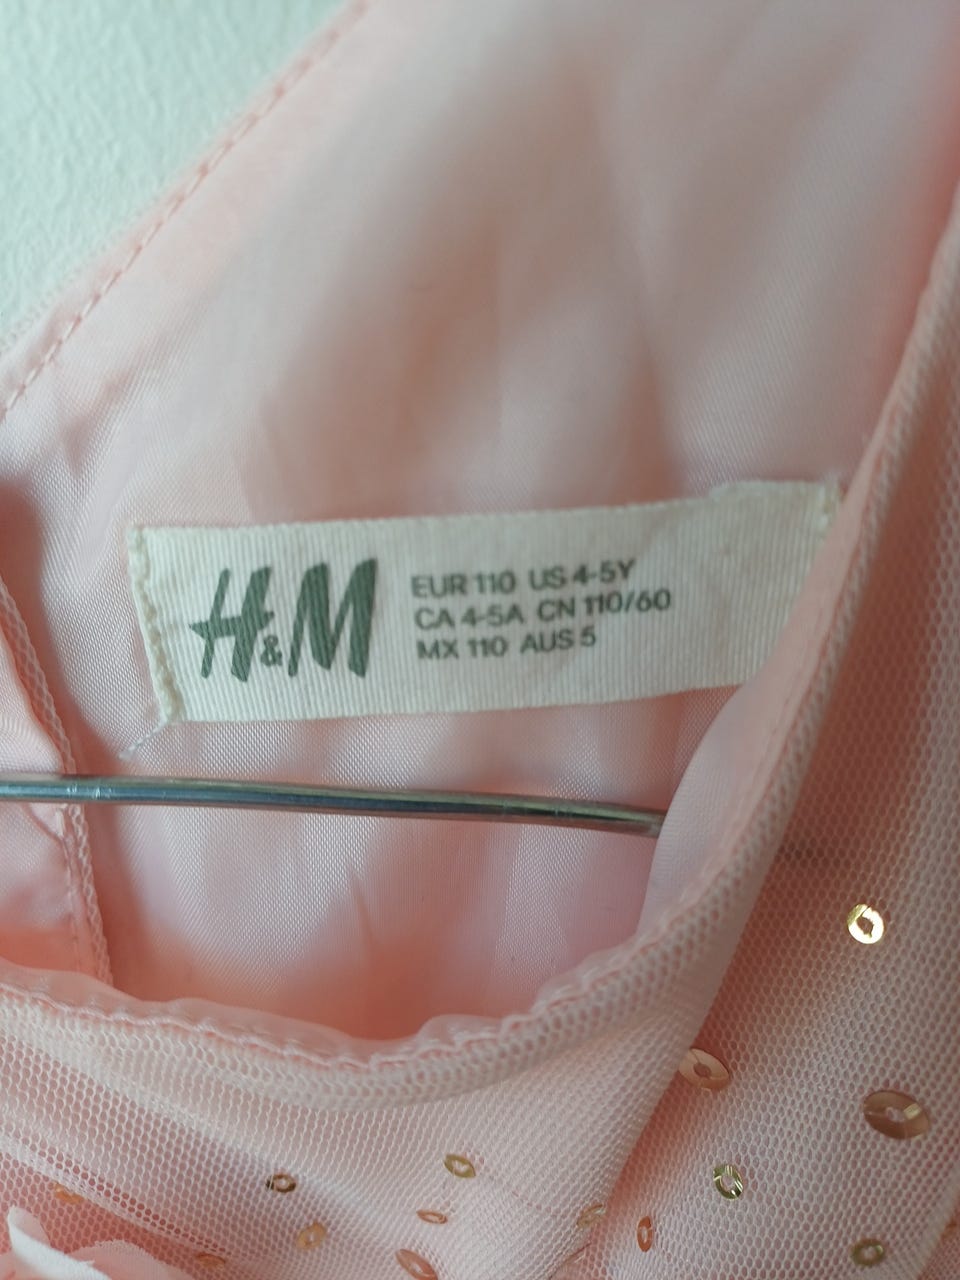 H&M
EUR 110 US 4-5Y
CA 4-5A CN 110/60
MX 110 AUS 5